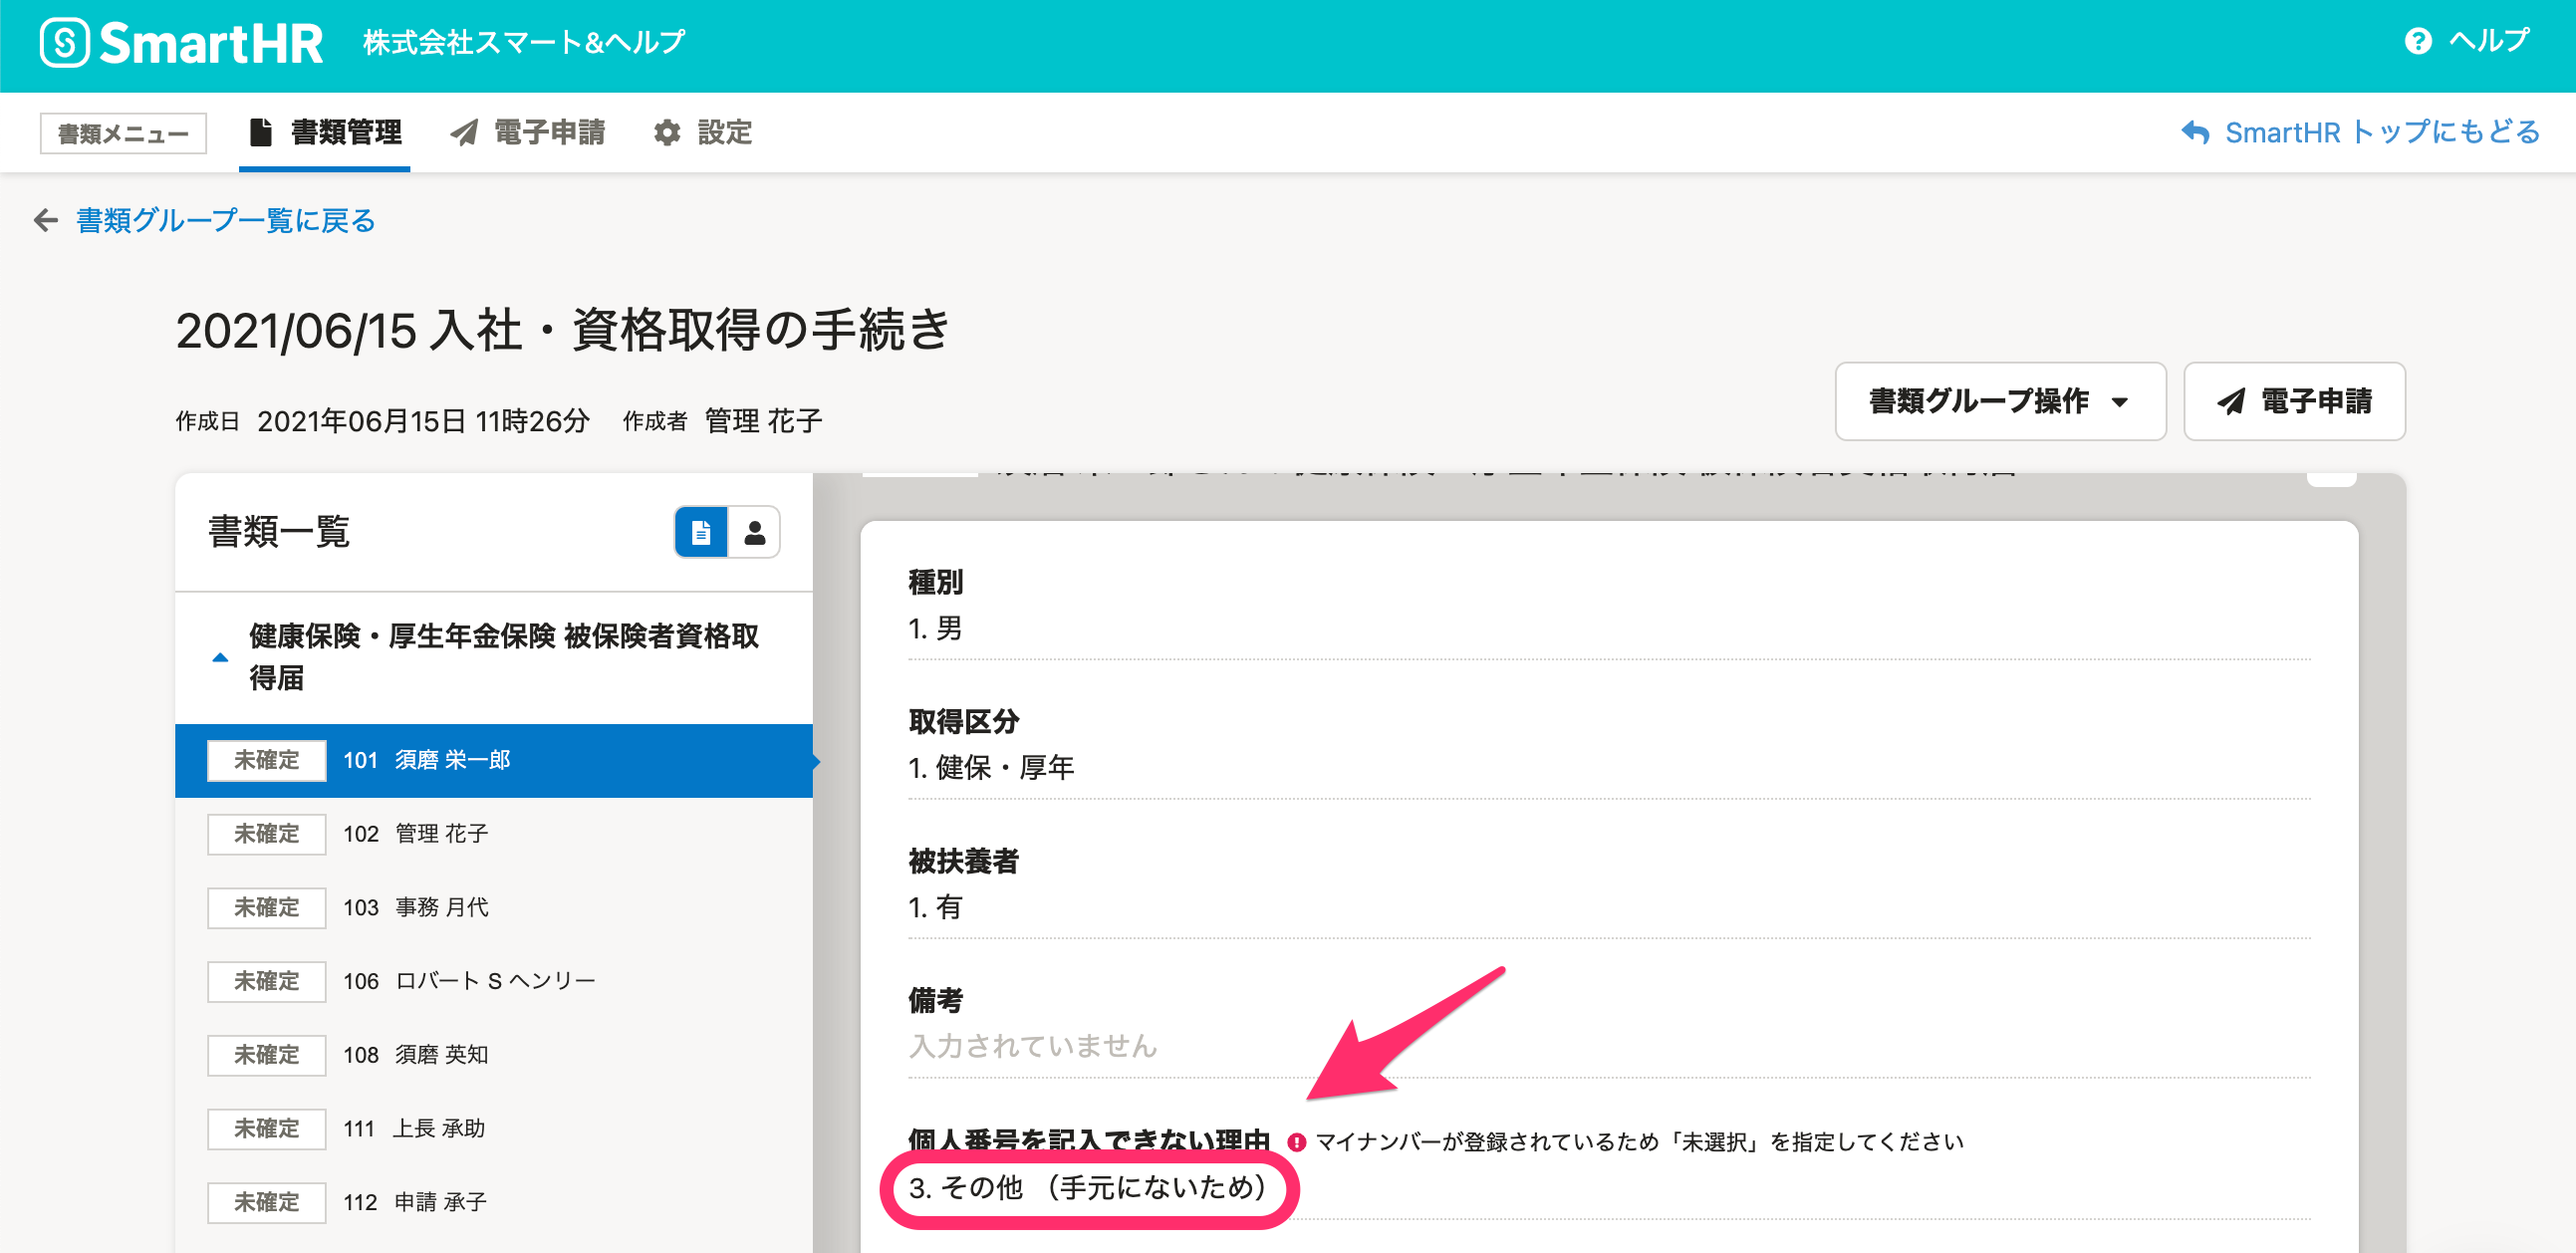 SmartHR 株式会社スマート&ヘルプ ヘルプ
書類メニュー 書類管理 電子申請 設定 SmartHR トップにもどる
書類グループ一覧に戻る
2021/06/15 入社・資格取得の手続き
作成日 2021年06月15日 11時26分 作成者 管理 花子
書類グループ操作 電子申請
書類一覧
健康保険・厚生年金保険 被保険者資格取
得届
未確定 101 須磨 栄一郎
未確定 102 管理 花子
未確定 103 事務 月代
未確定 106 ロバート S ヘンリー
未確定 108 須磨 英知
未確定 111 上長 承助
未確定 112 申請 承子
種別
1. 男
取得区分
1. 健保・厚年
被扶養者
1. 有
備考
入力されていません
個人番号を記入できない理由 マイナンバーが登録されているため「未選択」を指定してください
3. その他 （手元にないため）